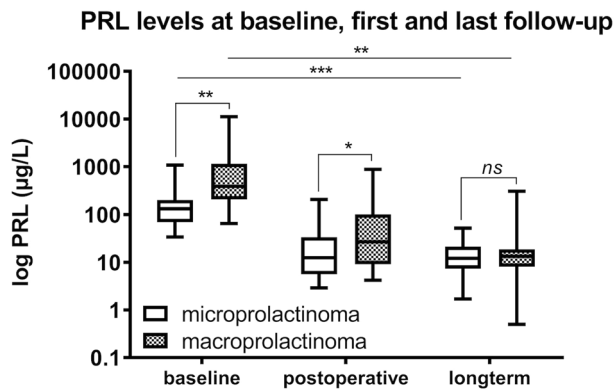 PRL levels at baseline, first and last follow-up
**
***
100000
10000
1000
100
10
1
0.1
log PRL (µg/L)
**
*
ns
microprolactinoma
macroprolactinoma
baseline postoperative longterm